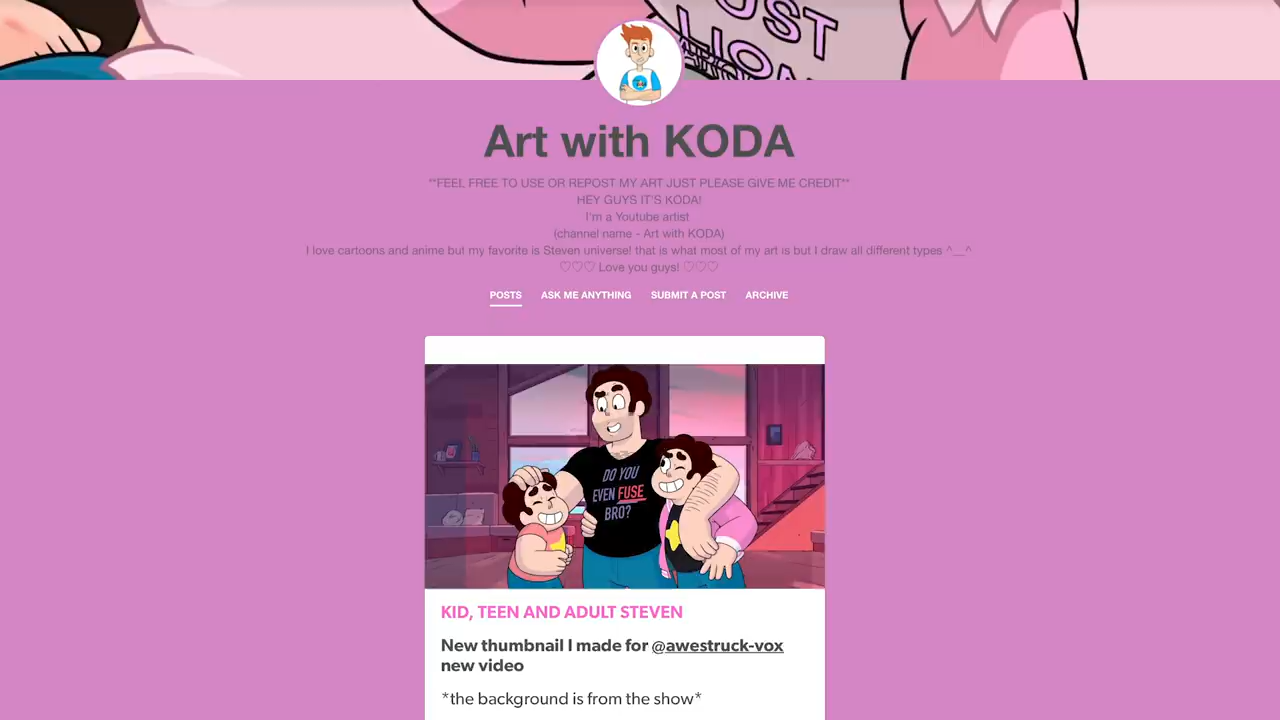 UST
LION
Art with KODA
**FEEL FREE TO USE OR REPOST MY ART JUST PLEASE GIVE ME CREDIT**
HEY GUYS IT'S KODA!
I'm a Youtube artist
(channel name - Art with KODA)
I love cartoons and anime but my favorite is Steven universe! that is what most of my art is but I draw all different types ^__^
♡♡♡ Love you guys! ♡♡♡
POSTS ASK ME ANYTHING SUBMIT A POST ARCHIVE
DO YOU
EVEN FUSE
BRO?
KID, TEEN AND ADULT STEVEN
New thumbnail I made for @awestruck-vox
new video
*the background is from the show*